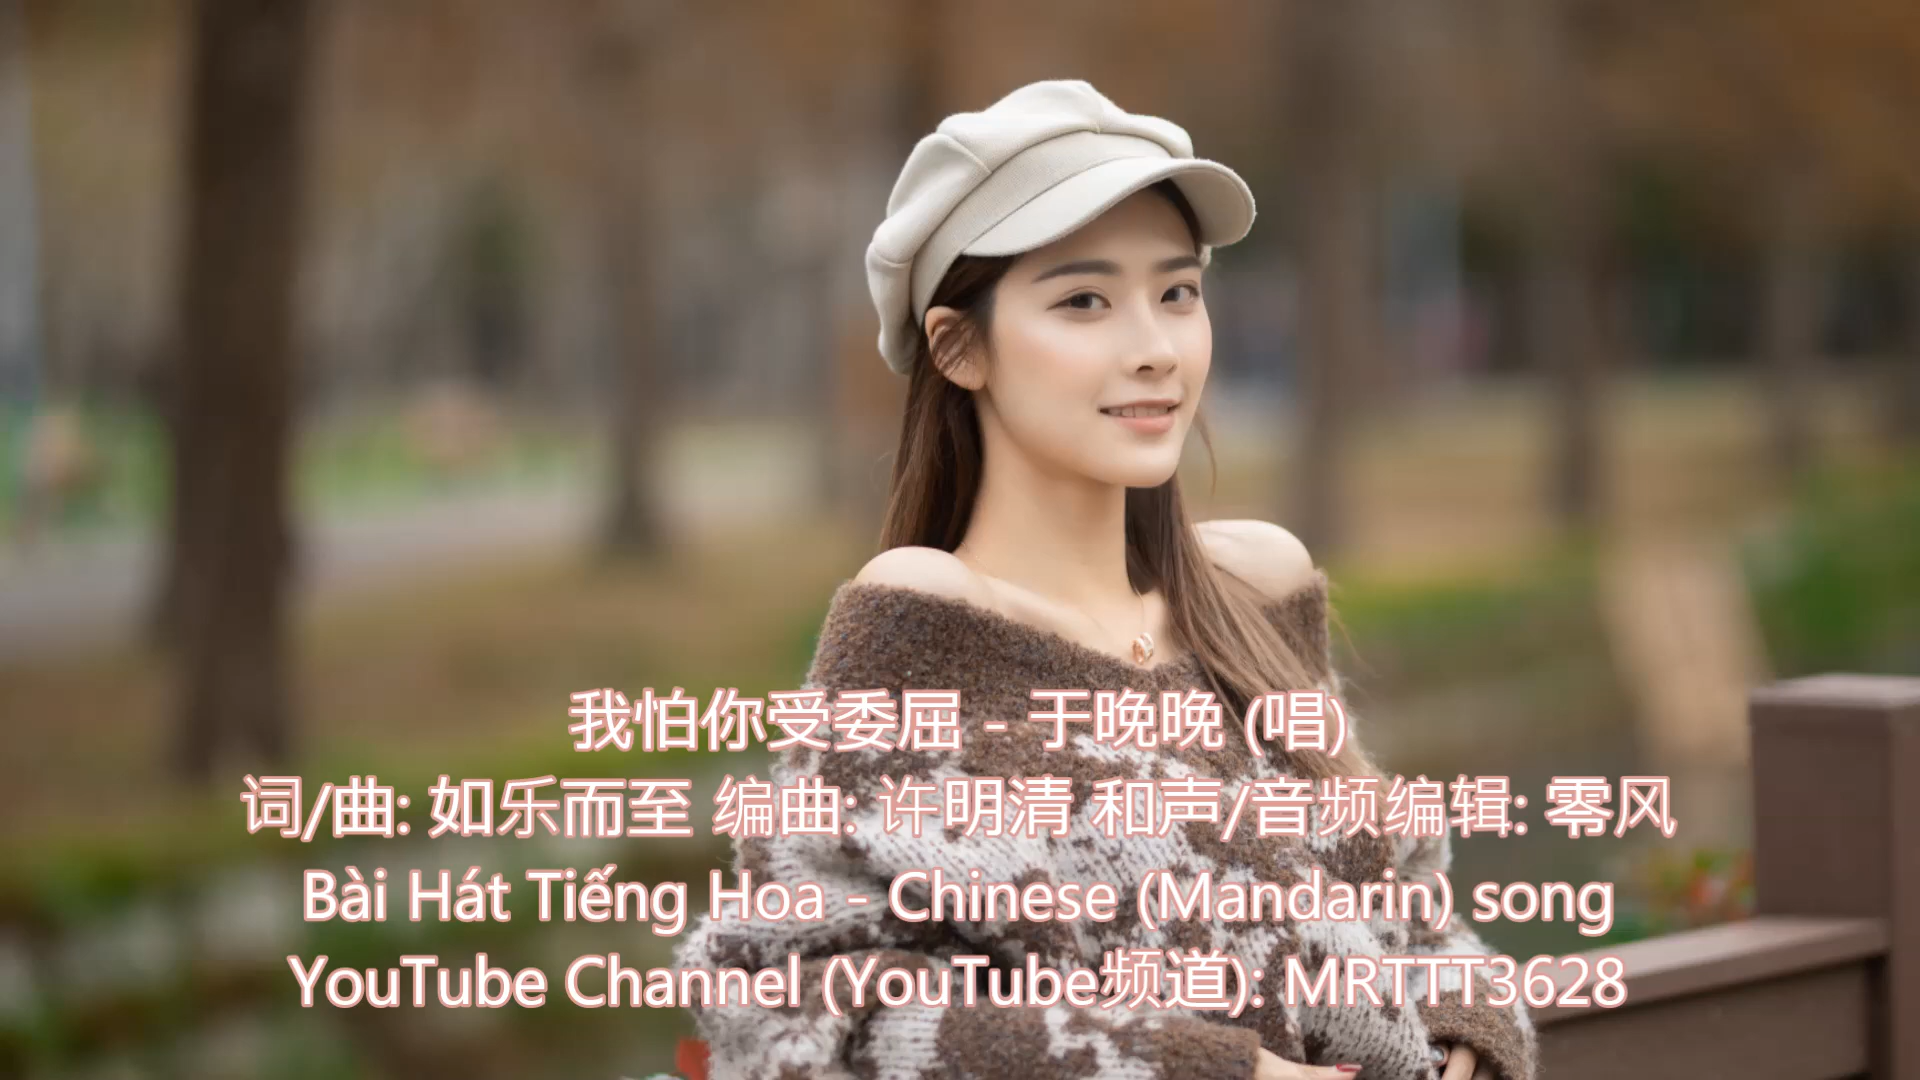 我怕你受委屈 - 于晚晚 (唱)
词/曲: 如乐而至 编曲: 许明清 和声/音频编辑: 零风
Bài Hát Tiếng Hoa - Chinese (Mandarin) song
YouTube Channel (YouTube频道): MRTTT3628